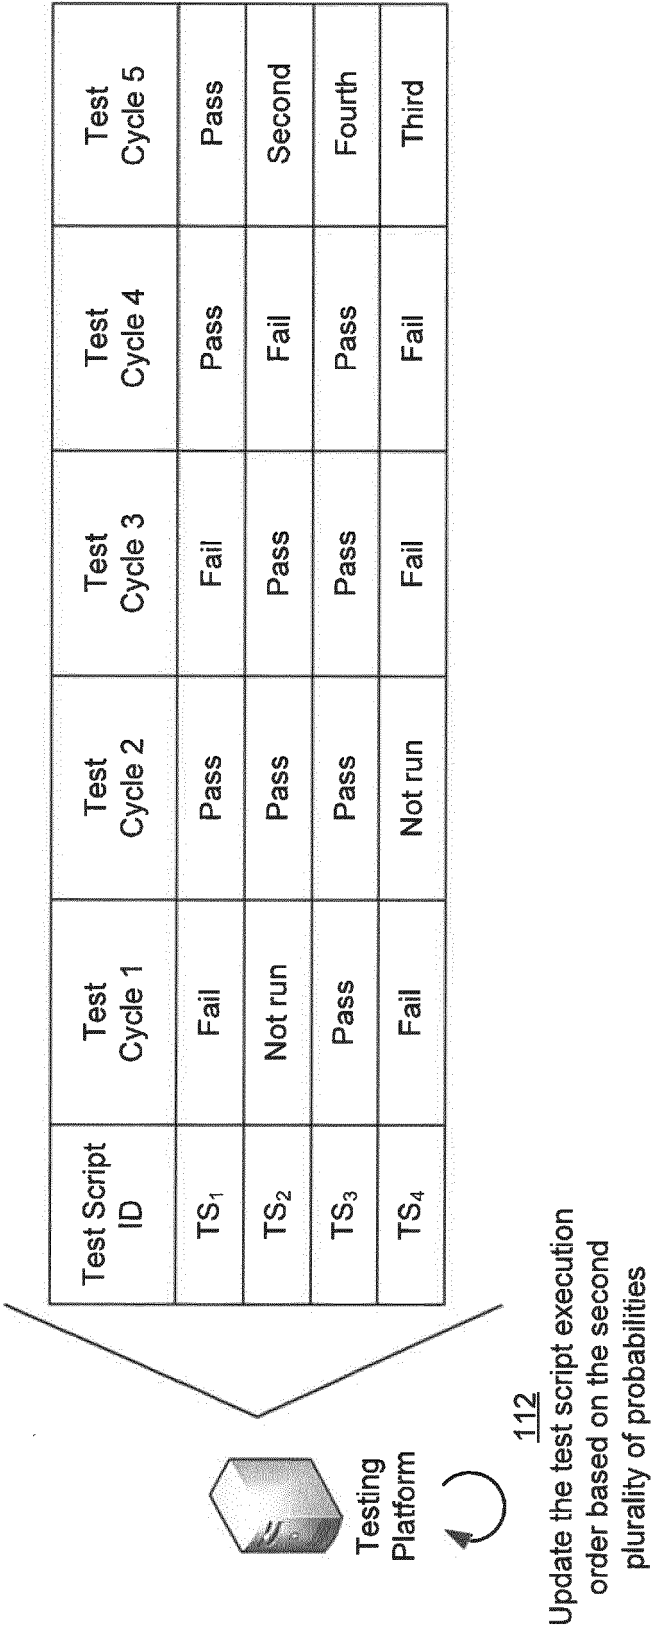 Test Script
ID
Test
Cycle 1
Test
Cycle 2
Test
Cycle 3
Test
Cycle 4
Test
Cycle 5
TS₁
Fail
Pass
Fail
Pass
Pass
TS₂
Not run
Pass
Pass
Fail
Second
TS₃
Pass
Pass
Pass
Pass
Fourth
TS₄
Fail
Not run
Fail
Fail
Third
Testing
Platform
112
Update the test script execution
order based on the second
plurality of probabilities